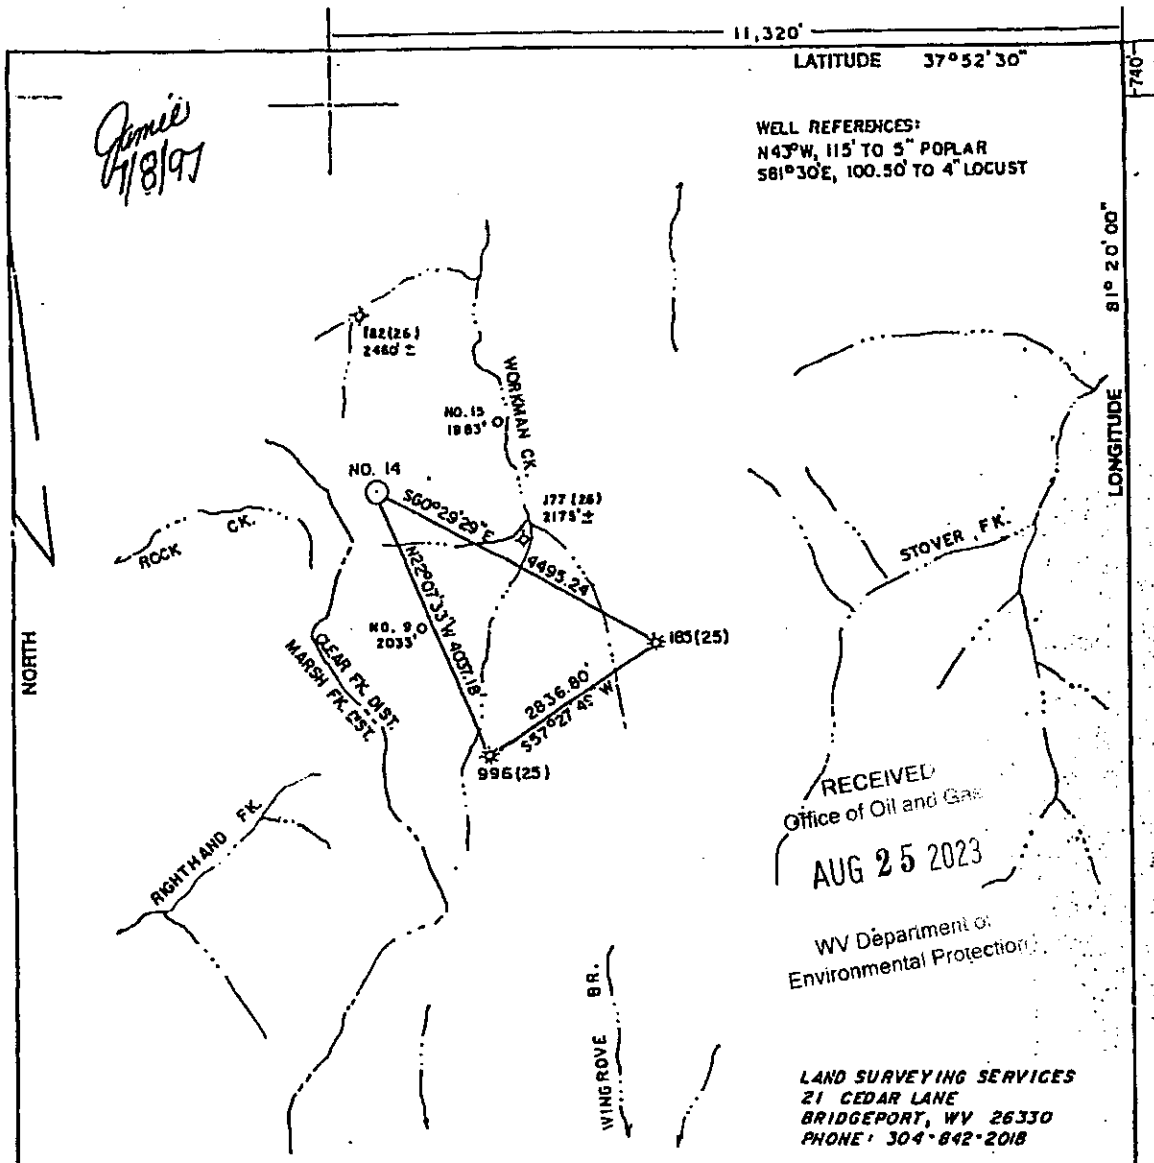 11,320'
LATITUDE 37°52'30"
740'
Jamie
7/8/97
WELL REFERENCES:
N43°W, 115' TO 5" POPLAR
S81°30'E, 100.50' TO 4" LOCUST
81° 20' 00"
LONGITUDE
182(26)
2460' ±
WORKMAN CK.
NO. 15
1983'
NO. 14
S60°29'29"E
4495.24'
177 (26)
2175' ±
ROCK CK.
STOVER FK.
N22°07'33"W 4037.18'
NO. 9
2033'
185(25)
CLEAR FK. DIST.
MARSH FK. DIST.
NORTH
2836.80'
S57°27'45" W
996(25)
RIGHTHAND FK.
RECEIVED
Office of Oil and Gas
AUG 25 2023
WV Department of
Environmental Protection
WINGROVE BR.
LAND SURVEYING SERVICES
21 CEDAR LANE
BRIDGEPORT, WV 26330
PHONE: 304-842-2018